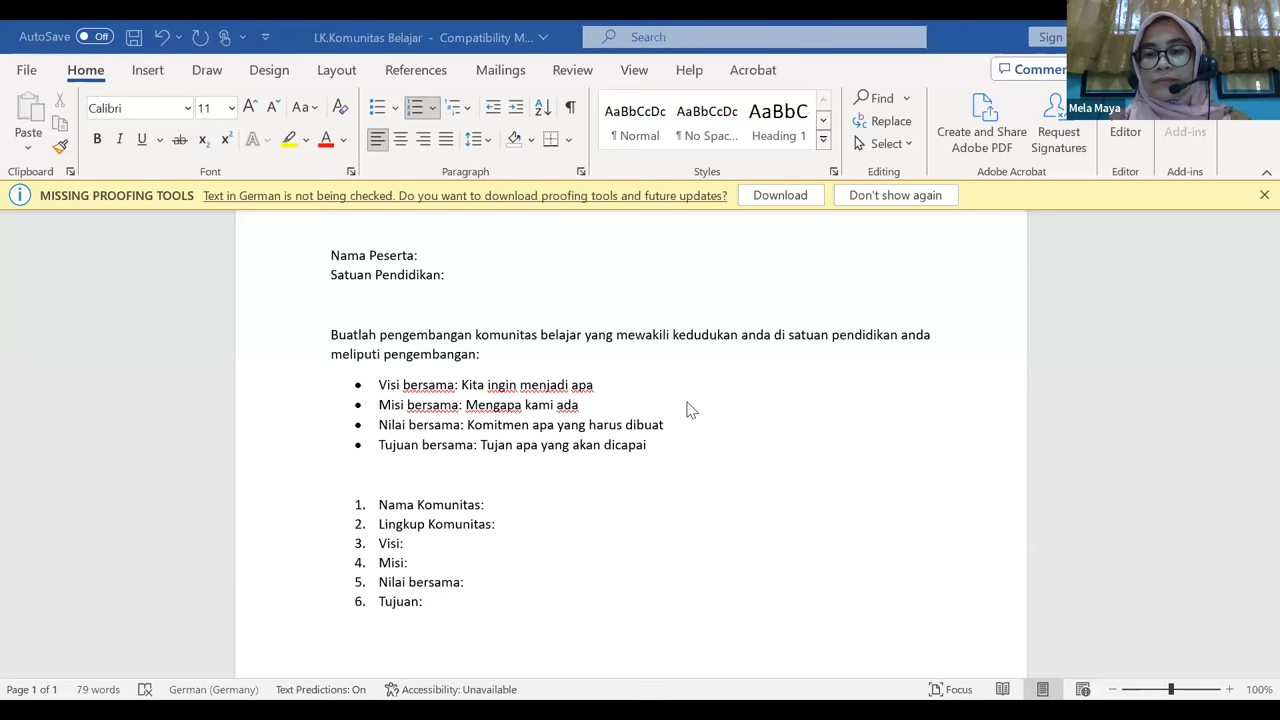 AutoSave Off LK.Komunitas Belajar - Compatibility M... Search Sign
File Home Insert Draw Design Layout References Mailings Review View Help Acrobat Commen
Mela Maya
Paste Calibri 11 A A Aa A AaBbCcDc AaBbCcDc AaBbC Find
B I U ab x₂ x² A A ¶ Normal ¶ No Spac... Heading 1 Replace
Select
Create and Share Adobe PDF
Request Signatures
Editor
Add-ins
Clipboard Font Paragraph Styles Editing Adobe Acrobat Editor Add-ins
MISSING PROOFING TOOLS Text in German is not being checked. Do you want to download proofing tools and future updates? Download Don't show again
Nama Peserta:
Satuan Pendidikan:
Buatlah pengembangan komunitas belajar yang mewakili kedudukan anda di satuan pendidikan anda
meliputi pengembangan:
• Visi bersama: Kita ingin menjadi apa
• Misi bersama: Mengapa kami ada
• Nilai bersama: Komitmen apa yang harus dibuat
• Tujuan bersama: Tujan apa yang akan dicapai
1. Nama Komunitas:
2. Lingkup Komunitas:
3. Visi:
4. Misi:
5. Nilai bersama:
6. Tujuan:
Page 1 of 1 79 words German (Germany) Text Predictions: On Accessibility: Unavailable Focus 100%